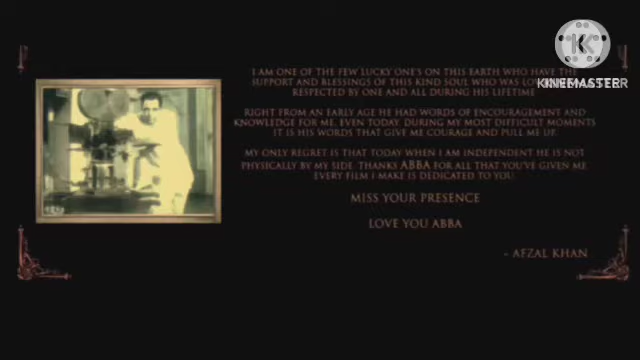 KINEMASTER
I AM ONE OF THE FEW LUCKY ONE'S ON THIS EARTH WHO HAVE THE
SUPPORT AND BLESSINGS OF THIS KIND SOUL WHO WAS
RESPECTED BY ONE AND ALL DURING HIS LIFETIME
RIGHT FROM AN EARLY AGE HE HAD WORDS OF ENCOURAGEMENT AND
KNOWLEDGE FOR ME. EVEN TODAY, DURING MY MOST DIFFICULT MOMENTS
IT IS HIS WORDS THAT GIVE ME COURAGE AND PULL ME UP.
MY ONLY REGRET IS THAT TODAY WHEN I AM INDEPENDENT HE IS NOT
PHYSICALLY BY MY SIDE. THANKS ABBA FOR ALL THAT YOU'VE GIVEN ME
EVERY FILM I MAKE IS DEDICATED TO YOU
MISS YOUR PRESENCE
LOVE YOU ABBA
- AFZAL KHAN